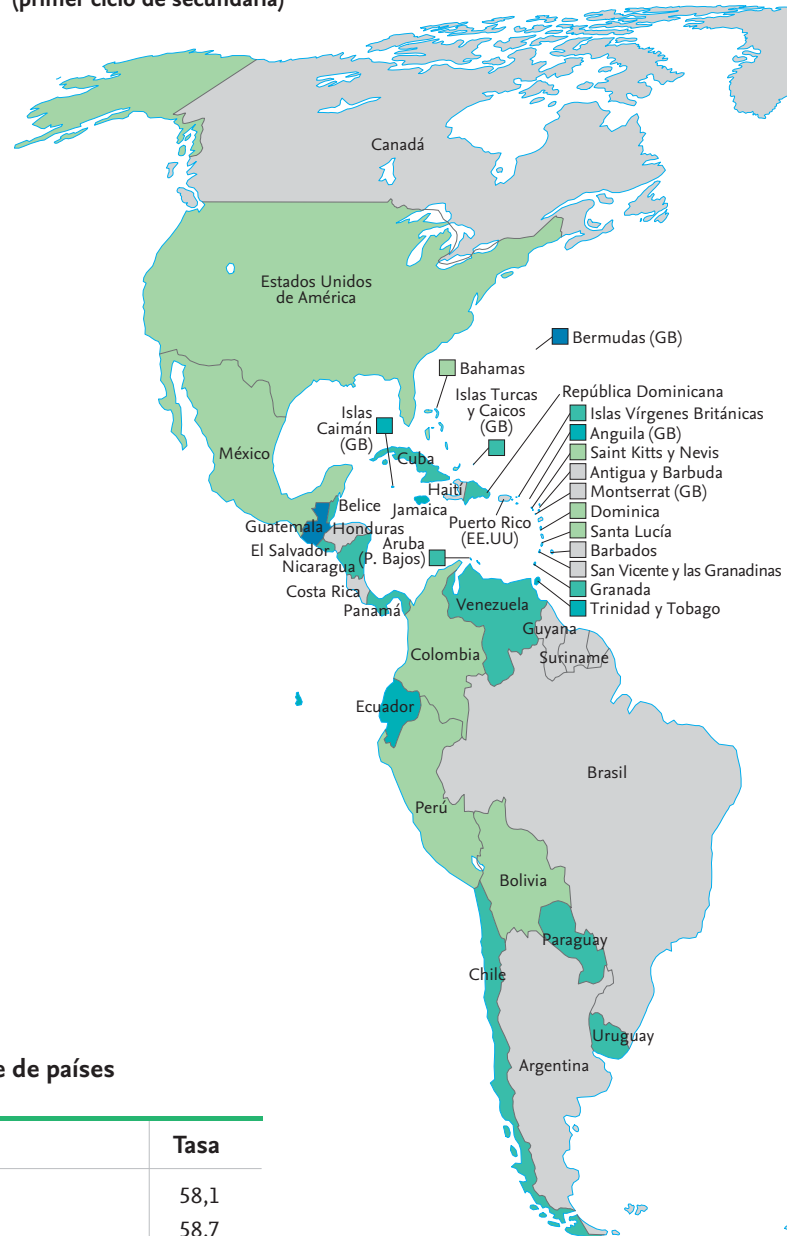 (primer ciclo de secundaria)
Canadá
Estados Unidos
de América
Bermudas (GB)
Bahamas
Islas Turcas
y Caicos
(GB)
República Dominicana
Islas
Caimán
(GB)
Islas Vírgenes Británicas
Anguila (GB)
Saint Kitts y Nevis
Antigua y Barbuda
Montserrat (GB)
Dominica
Santa Lucía
Barbados
San Vicente y las Granadinas
Granada
Trinidad y Tobago
México
Cuba
Haití
Jamaica
Puerto Rico
(EE.UU)
Belice
Guatemala
Honduras
El Salvador
Nicaragua
Aruba
(P. Bajos)
Costa Rica
Panamá
Venezuela
Guyana
Suriname
Colombia
Ecuador
Brasil
Perú
Bolivia
Paraguay
Chile
Uruguay
Argentina
e de países
Tasa
58,1
58,7